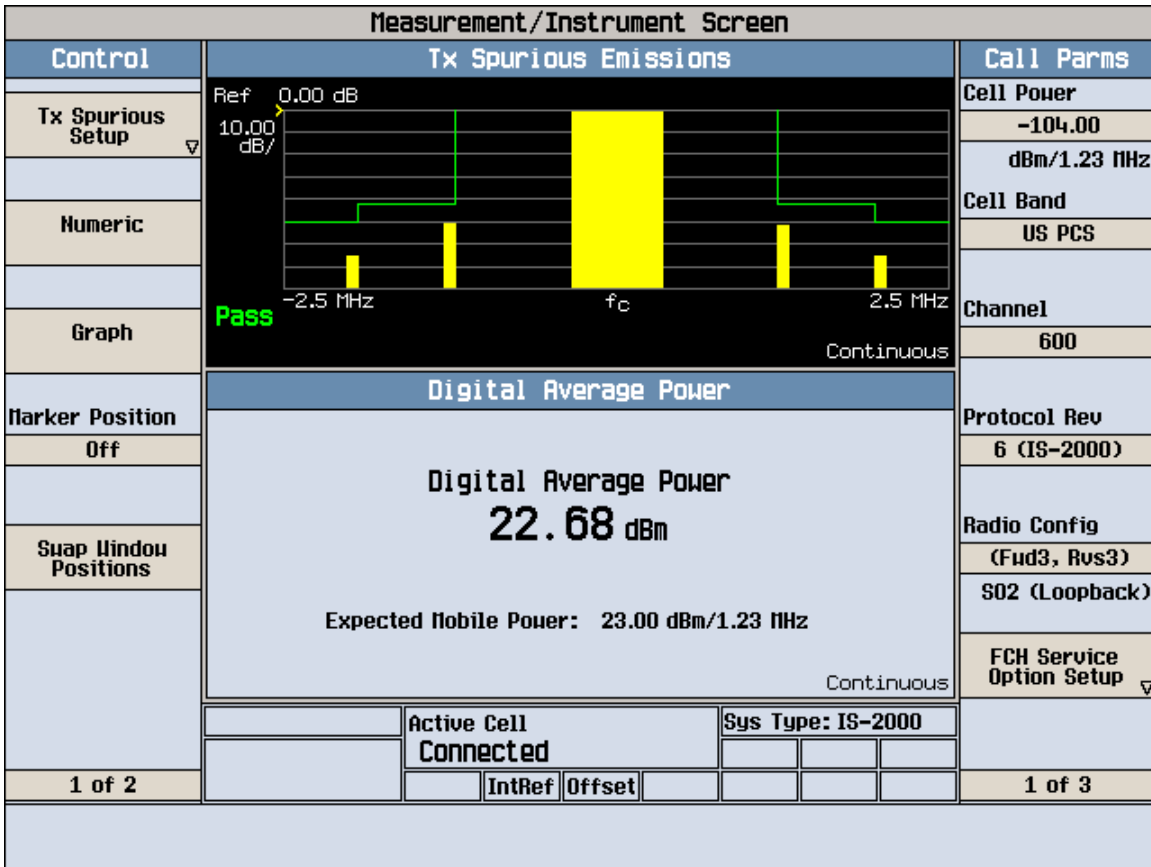 Measurement/Instrument Screen
Control
Tx Spurious
Setup
Numeric
Graph
Marker Position
Off
Swap Window
Positions
1 of 2
Tx Spurious Emissions
Ref 0.00 dB
10.00
dB/
-2.5 MHz
fc
2.5 MHz
Pass
Continuous
Digital Average Power
Digital Average Power
22.68 dBm
Expected Mobile Power: 23.00 dBm/1.23 MHz
Continuous
Active Cell
Connected
Sys Type: IS-2000
IntRef
Offset
Call Parms
Cell Power
-104.00
dBm/1.23 MHz
Cell Band
US PCS
Channel
600
Protocol Rev
6 (IS-2000)
Radio Config
(Fwd3, Rvs3)
SO2 (Loopback)
FCH Service
Option Setup
1 of 3